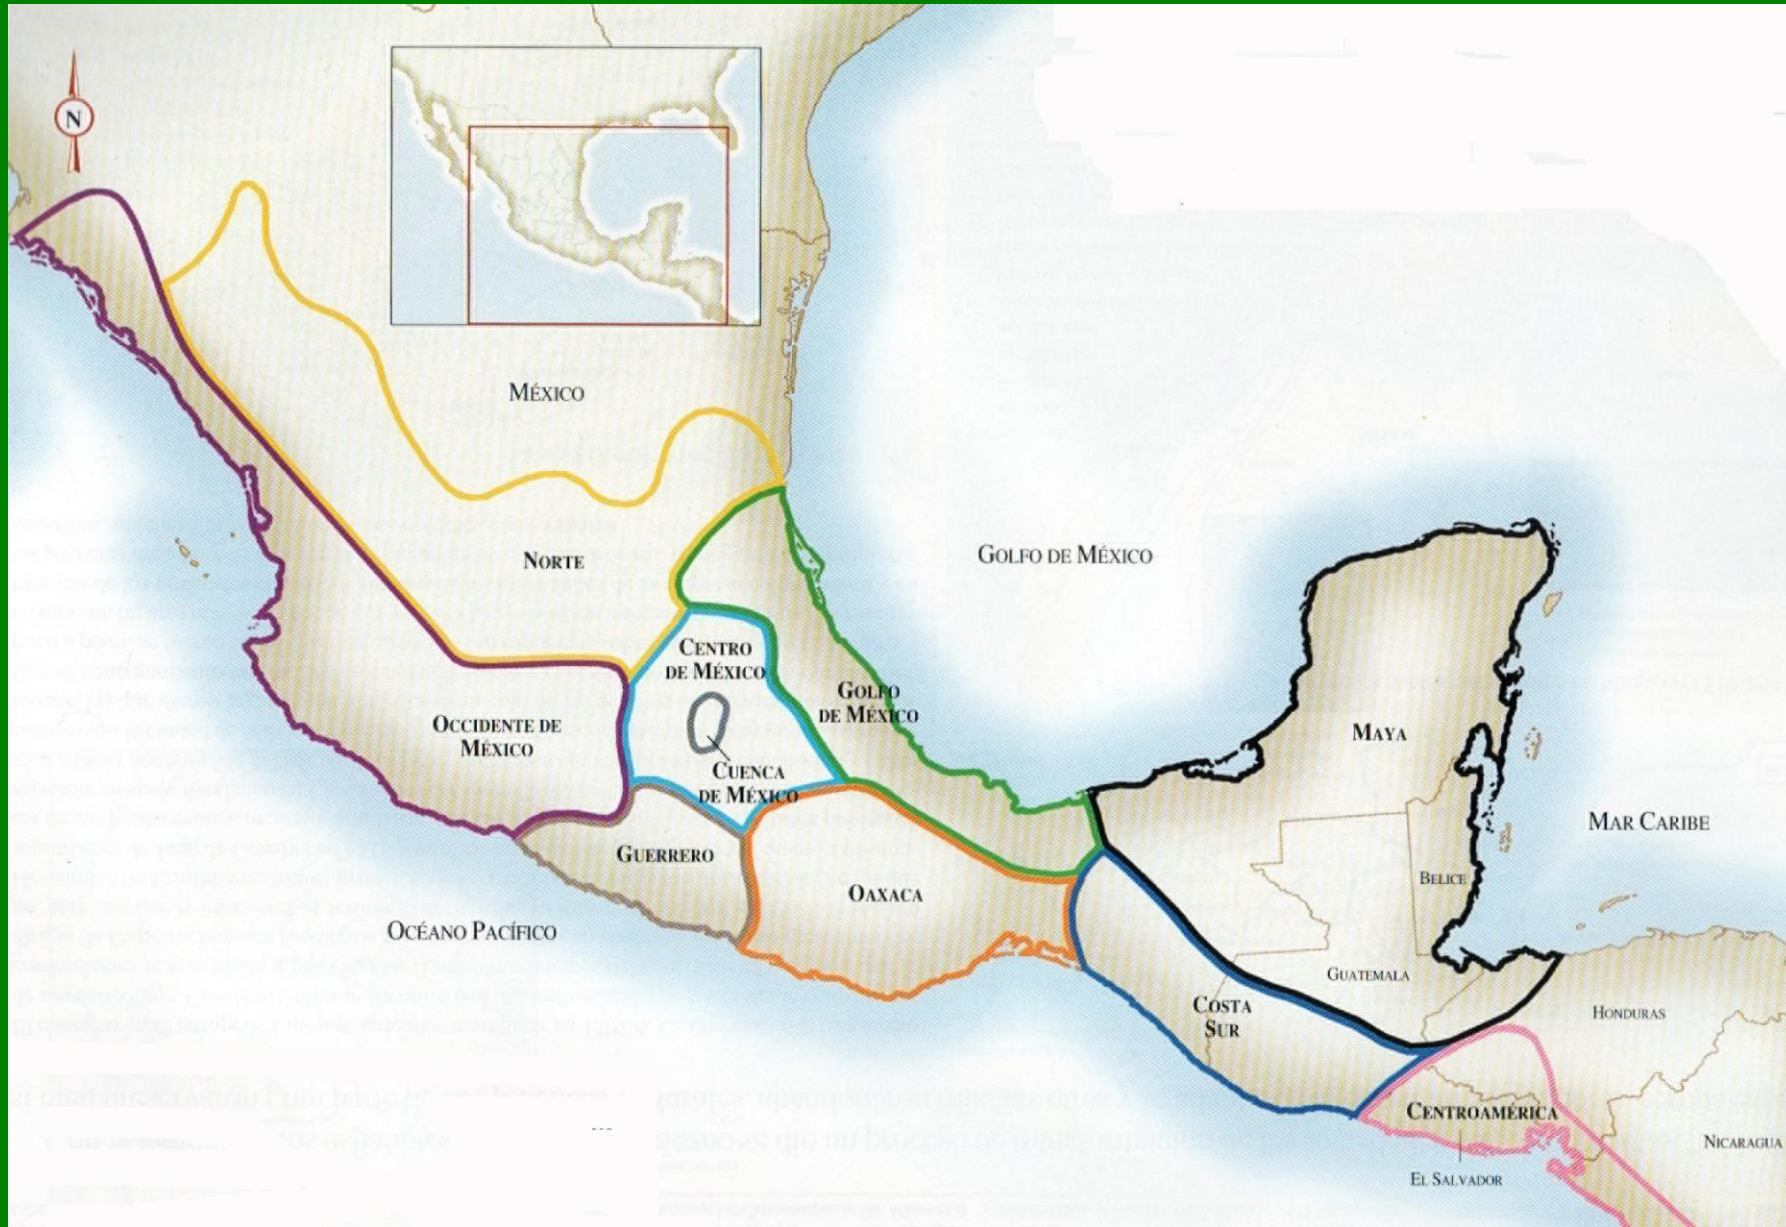 N
MÉXICO
NORTE
GOLFO DE MÉXICO
CENTRO
DE MÉXICO
GOLFO
DE MÉXICO
OCCIDENTE DE
MÉXICO
CUENCA
DE MÉXICO
MAYA
MAR CARIBE
GUERRERO
OAXACA
BELICE
OCÉANO PACÍFICO
GUATEMALA
COSTA
SUR
HONDURAS
CENTROAMÉRICA
NICARAGUA
EL SALVADOR